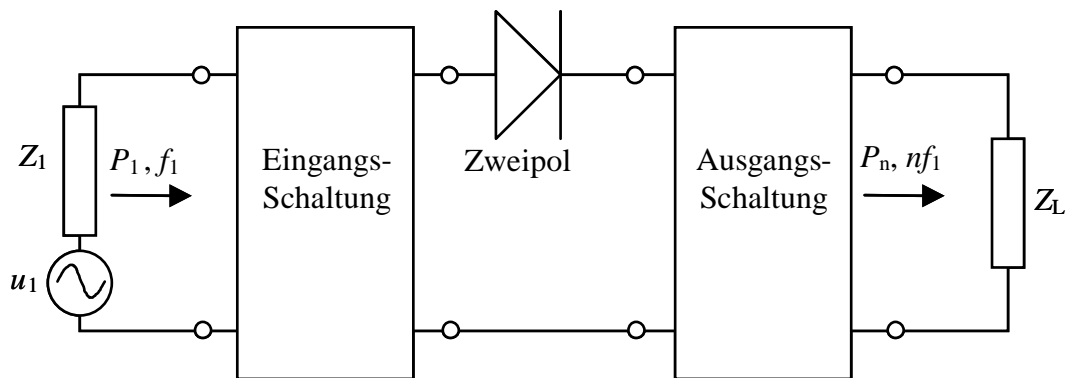 Z1
P1, f1
u1
Eingangs-
Schaltung
Zweipol
Ausgangs-
Schaltung
Pn, nf1
ZL